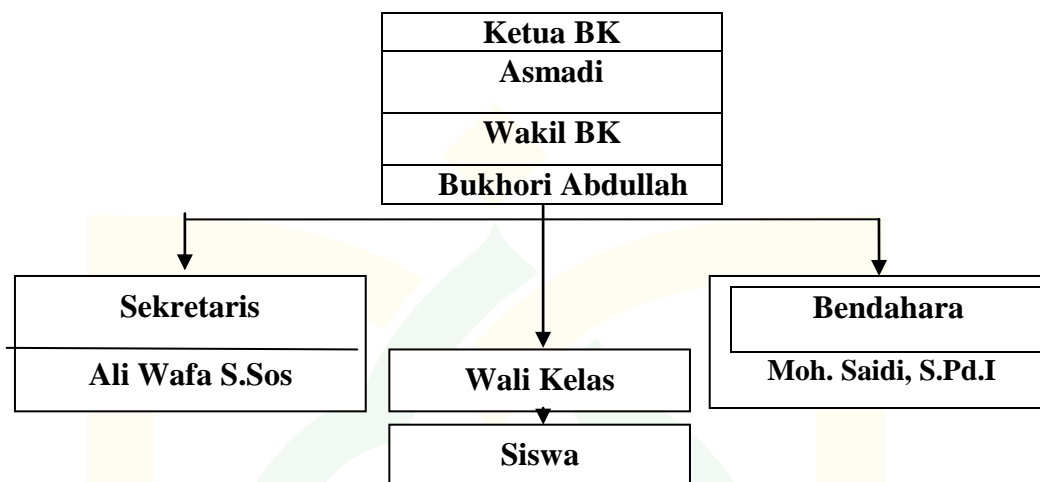 Ketua BK
Asmadi
Wakil BK
Bukhori Abdullah
Sekretaris
Ali Wafa S.Sos
Wali Kelas
Siswa
Bendahara
Moh. Saidi, S.Pd.I